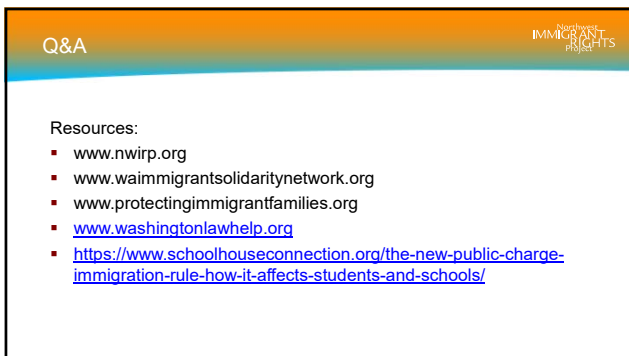 Q&A
Northwest
IMMIGRANT
RIGHTS
Project
Resources:
▪ www.nwirp.org
▪ www.waimmigrantsolidaritynetwork.org
▪ www.protectingimmigrantfamilies.org
▪ www.washingtonlawhelp.org
▪ https://www.schoolhouseconnection.org/the-new-public-charge-
immigration-rule-how-it-affects-students-and-schools/